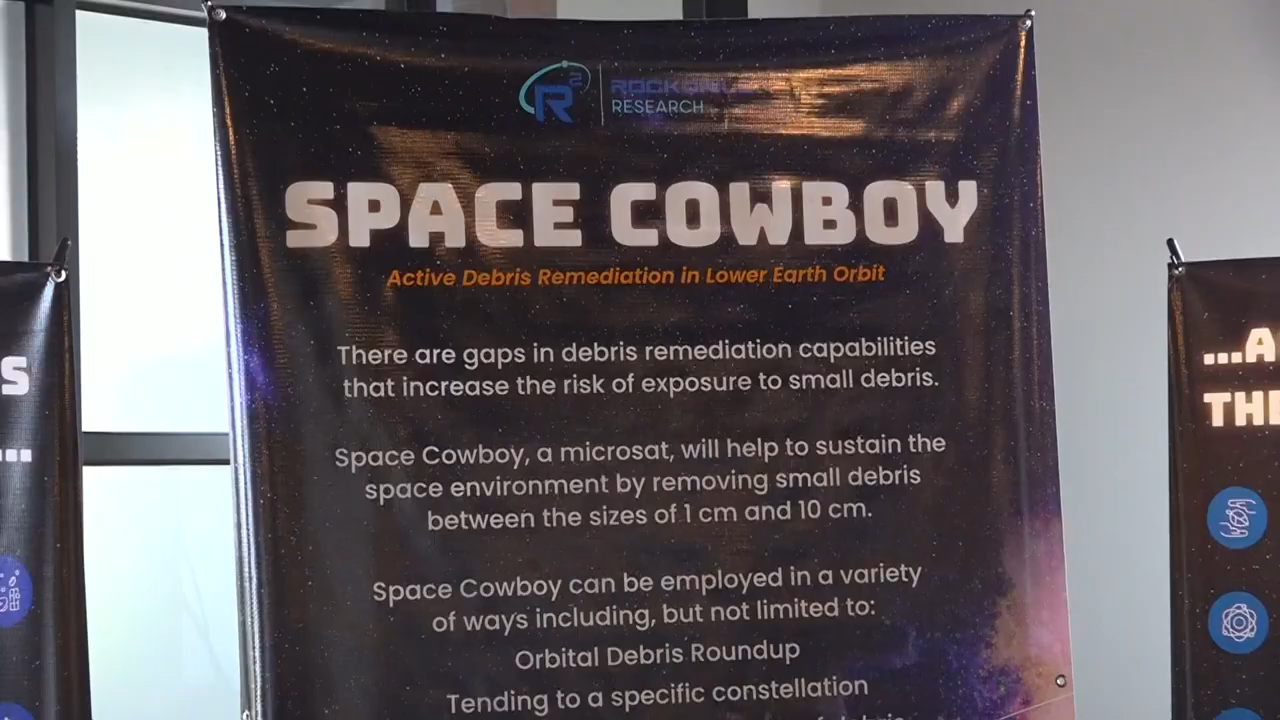 S
...
R2
RESEARCH
SPACE COWBOY
Active Debris Remediation in Lower Earth Orbit
There are gaps in debris remediation capabilities
that increase the risk of exposure to small debris.
Space Cowboy, a microsat, will help to sustain the
space environment by removing small debris
between the sizes of 1 cm and 10 cm.
Space Cowboy can be employed in a variety
of ways including, but not limited to:
Orbital Debris Roundup
Tending to a specific constellation
...A
THE